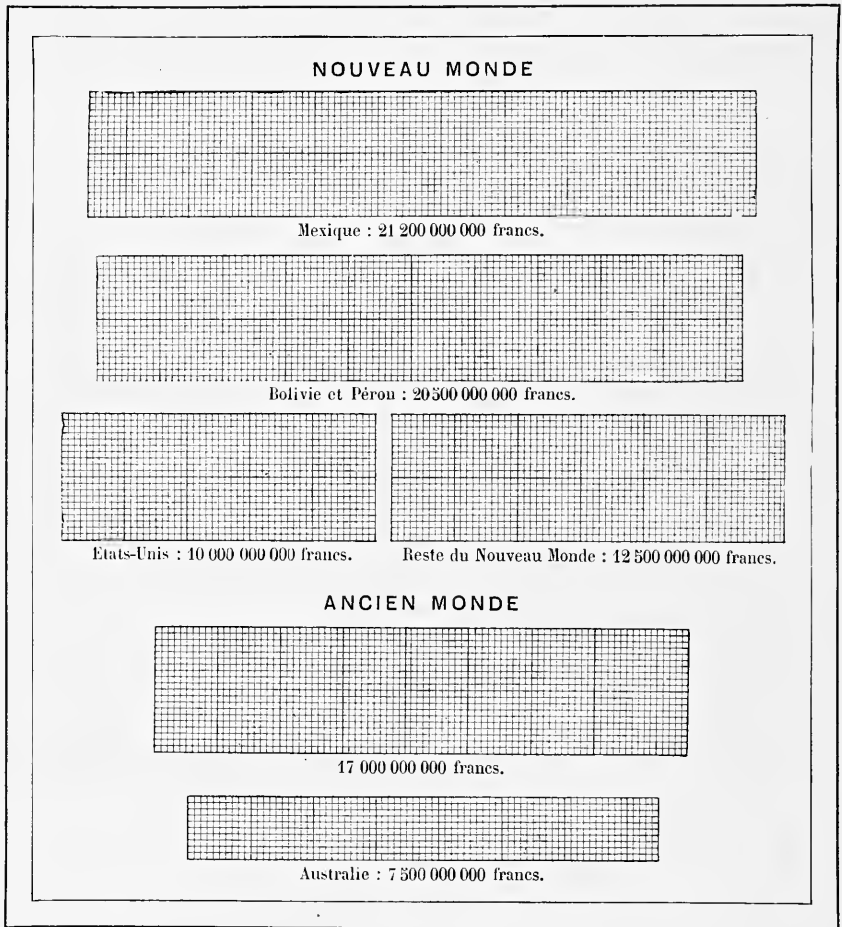 NOUVEAU MONDE
Mexique : 21 200 000 000 francs.
Bolivie et Pérou : 20 500 000 000 francs.
Etats-Unis : 10 000 000 000 francs.
Reste du Nouveau Monde : 12 500 000 000 francs.
ANCIEN MONDE
17 000 000 000 francs.
Australie : 7 500 000 000 francs.